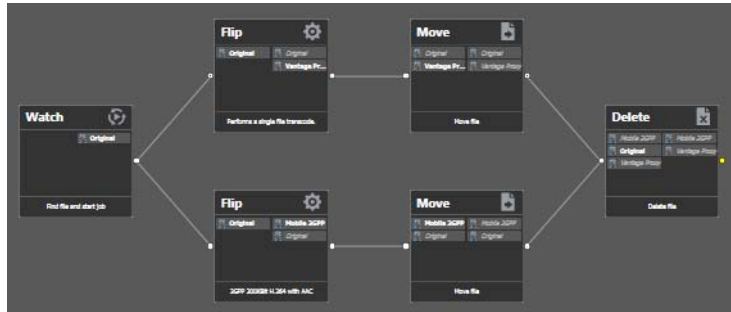 Flip
Original Original
Vantage Pr...
Performs a single file transcode.
Move
Original Original
Vantage Pr... Vantage Proxy
Move file
Watch
Original
Find file and start job
Delete
Mobile 3GPP Mobile 3GPP
Original Vantage Proxy
Vantage Proxy
Delete file
Flip
Original Mobile 3GPP
Original
3GPP 200KBit H.264 with AAC
Move
Mobile 3GPP Mobile 3GPP
Original Original
Move file